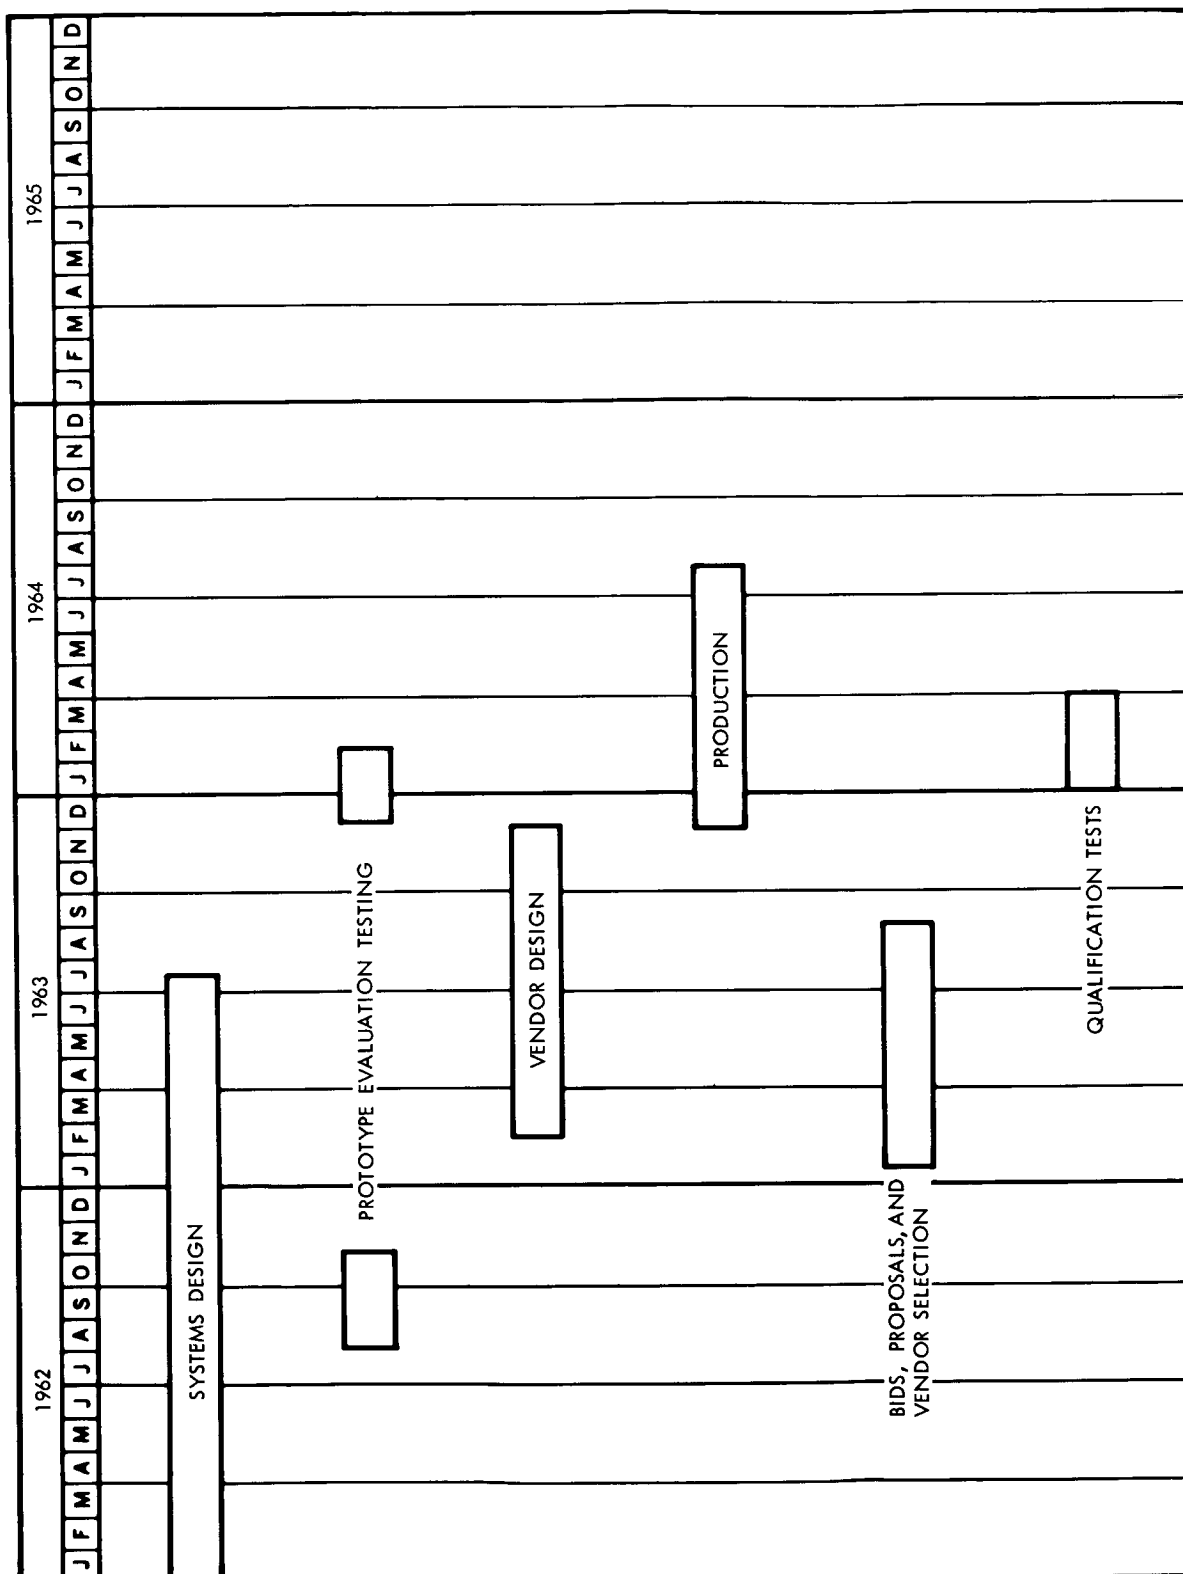 1962 1963 1964 1965
J F M A M J J A S O N D J F M A M J J A S O N D J F M A M J J A S O N D J F M A M J J A S O N D
SYSTEMS DESIGN
PROTOTYPE EVALUATION TESTING
VENDOR DESIGN
PRODUCTION
BIDS, PROPOSALS, AND
VENDOR SELECTION
QUALIFICATION TESTS